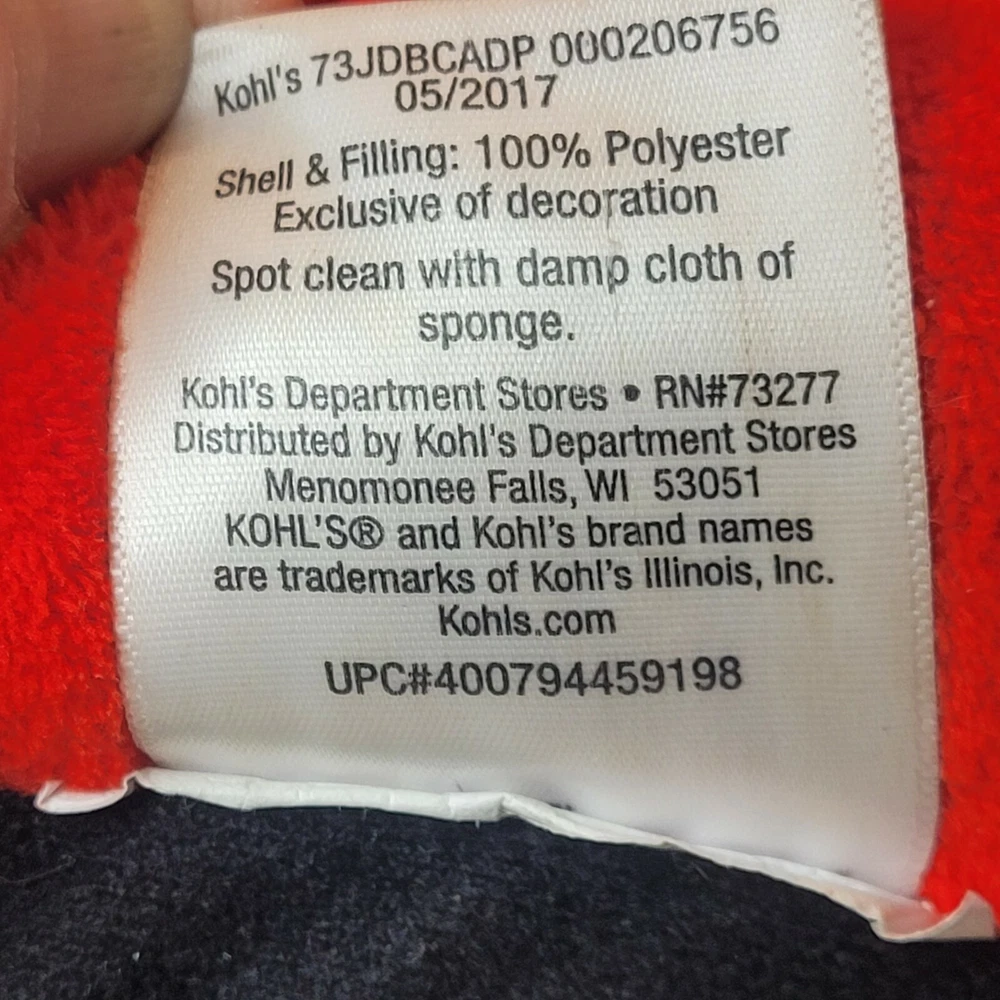 Kohl's 73JDBCADP 000206756
05/2017
Shell & Filling: 100% Polyester
Exclusive of decoration
Spot clean with damp cloth of
sponge.
Kohl's Department Stores • RN#73277
Distributed by Kohl's Department Stores
Menomonee Falls, WI 53051
KOHL'S® and Kohl's brand names
are trademarks of Kohl's Illinois, Inc.
Kohls.com
UPC#400794459198